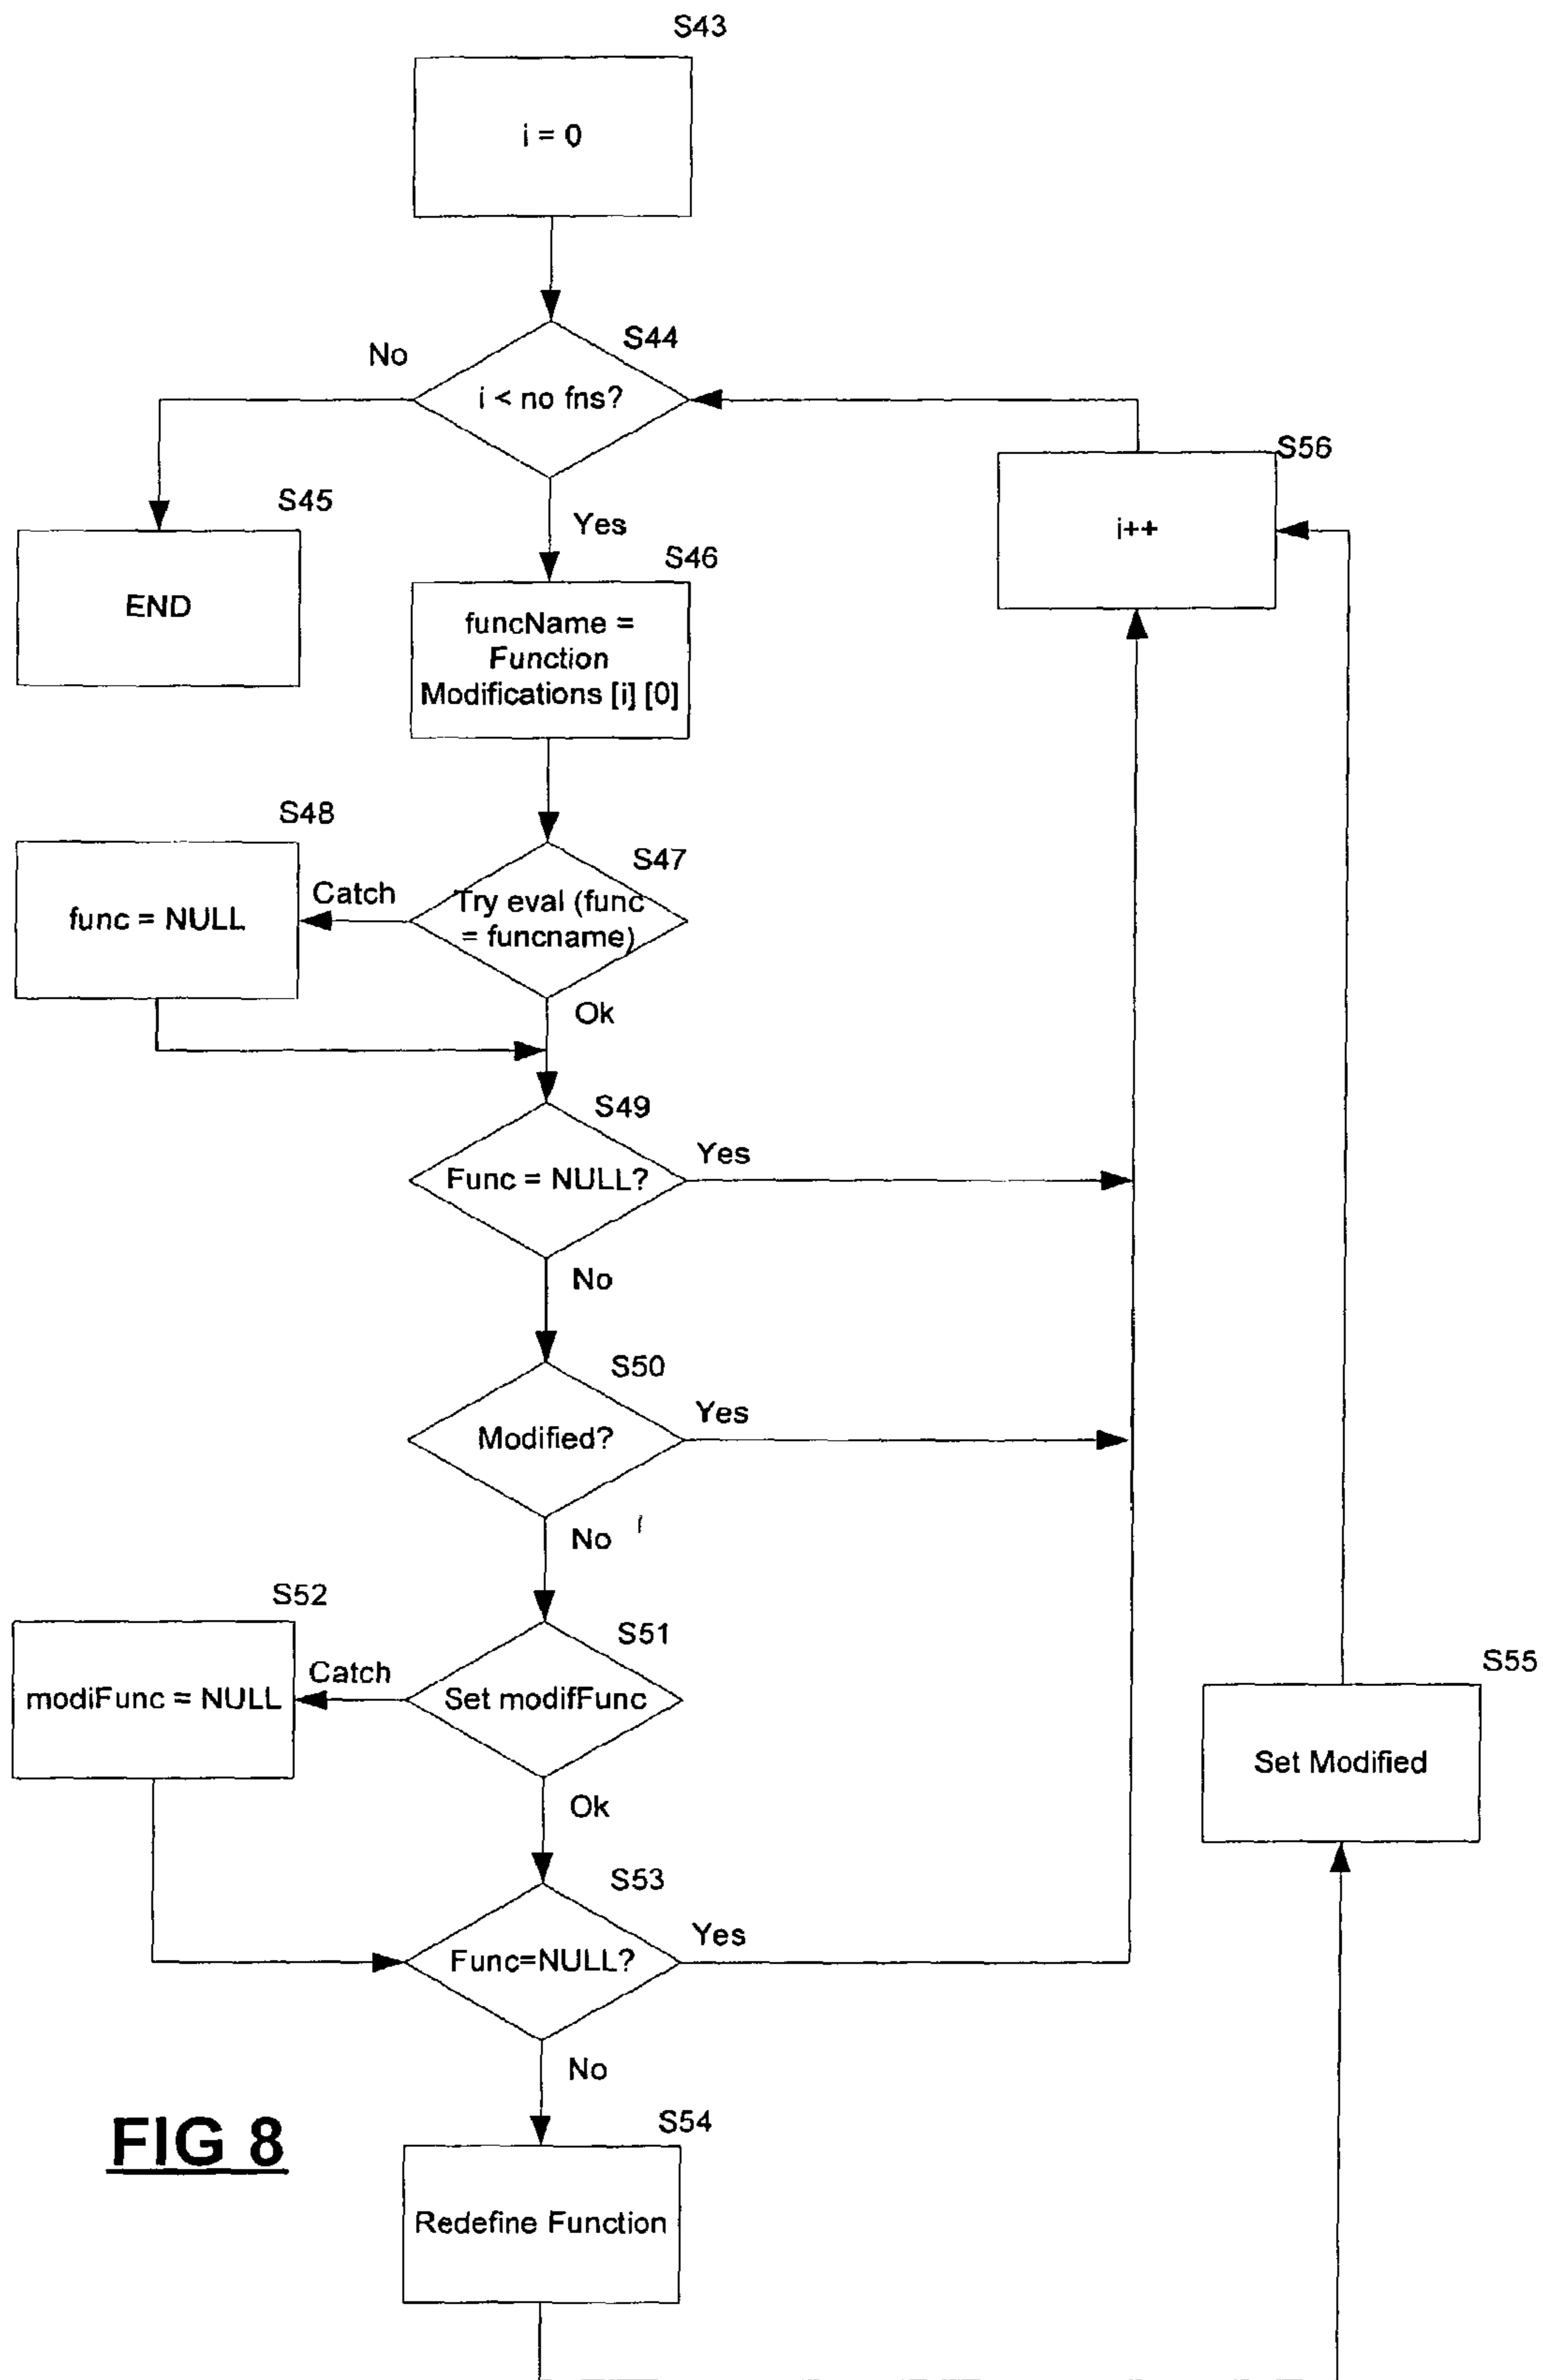 S43
i = 0
S44
No
i < no fns?
S56
i++
S45
END
Yes
S46
funcName =
Function
Modifications [i] [0]
S48
func = NULL
Catch
S47
Try eval (func
= funcname)
Ok
S49
Func = NULL?
Yes
No
S50
Modified?
Yes
No
S52
modiFunc = NULL
Catch
S51
Set modifFunc
Ok
S55
Set Modified
S53
Func=NULL?
Yes
No
S54
Redefine Function
FIG 8